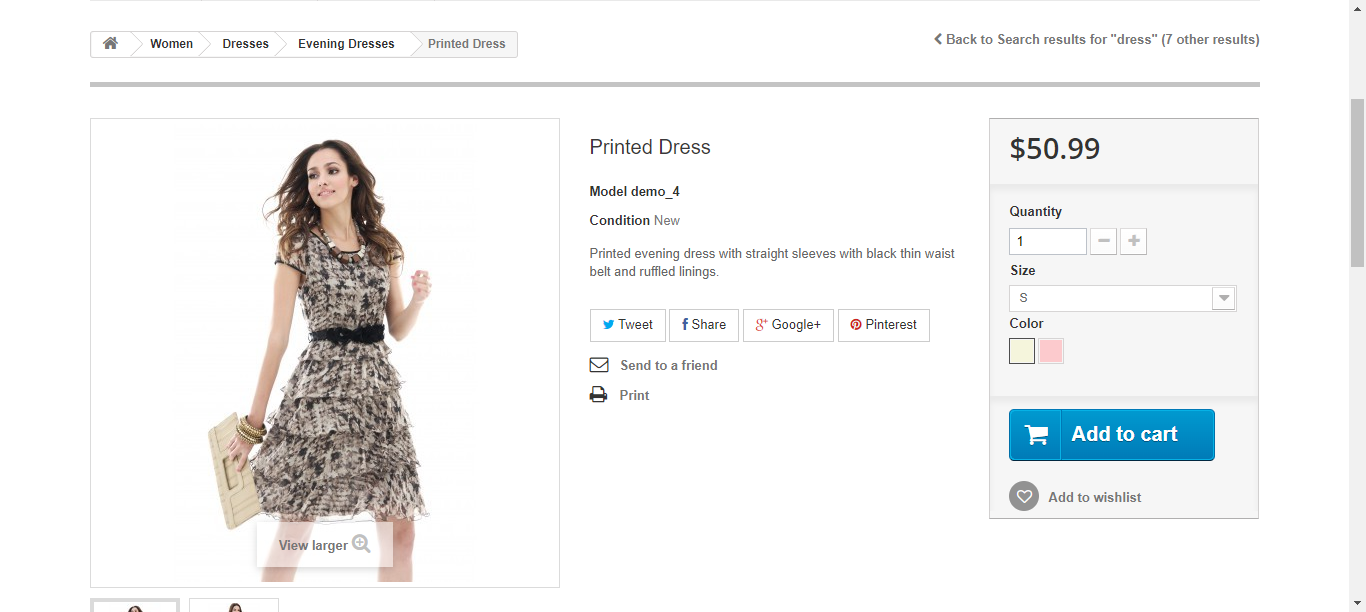 Women Dresses Evening Dresses Printed Dress
Back to Search results for "dress" (7 other results)
Printed Dress
Model demo_4
Condition New
Printed evening dress with straight sleeves with black thin waist
belt and ruffled linings.
Tweet Share Google+ Pinterest
Send to a friend
Print
View larger
$50.99
Quantity
1
Size
S
Color
Add to cart
Add to wishlist